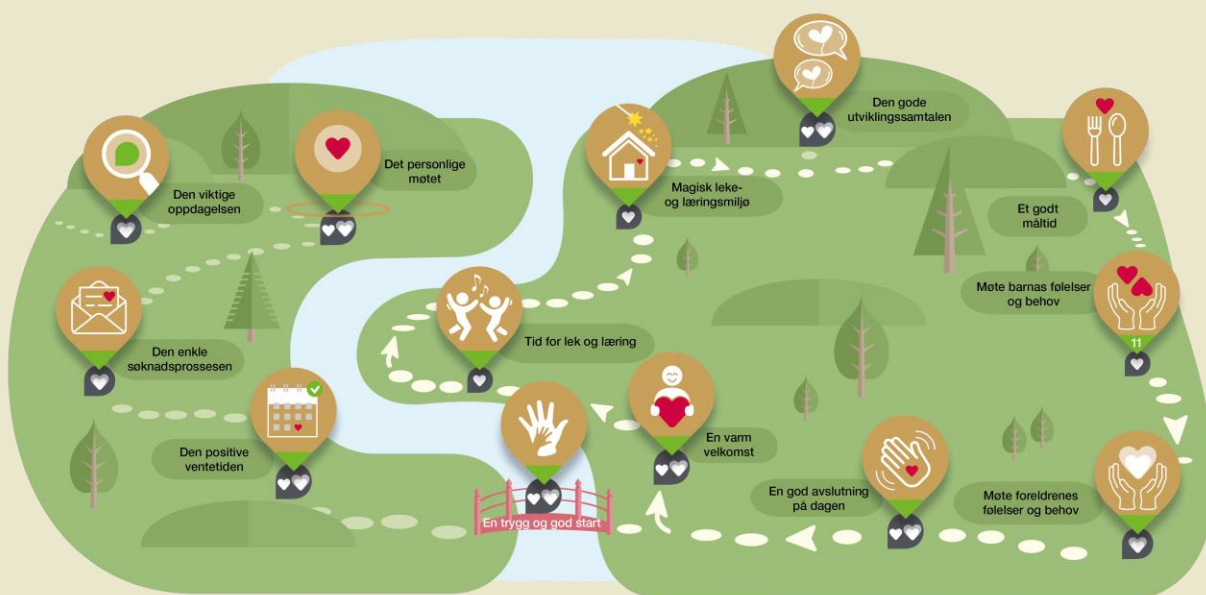 Den viktige
oppdagelsen
Det personlige
møtet
Den enkle
søknadsprosessen
Den positive
ventetiden
En trygg og god start
En varm
velkomst
Tid for lek og læring
Magisk leke-
og læringsmiljø
Den gode
utviklingssamtalen
Et godt
måltid
Møte barnas følelser
og behov
11
Møte foreldrenes
følelser og behov
En god avslutning
på dagen